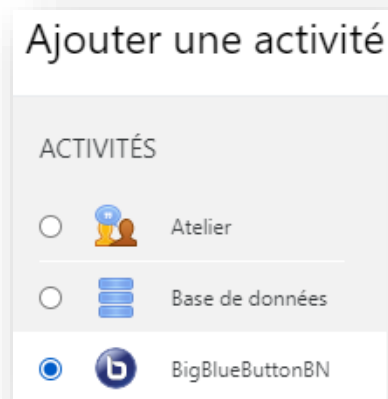 Ajouter une activité
ACTIVITÉS
Atelier
Base de données
BigBlueButtonBN